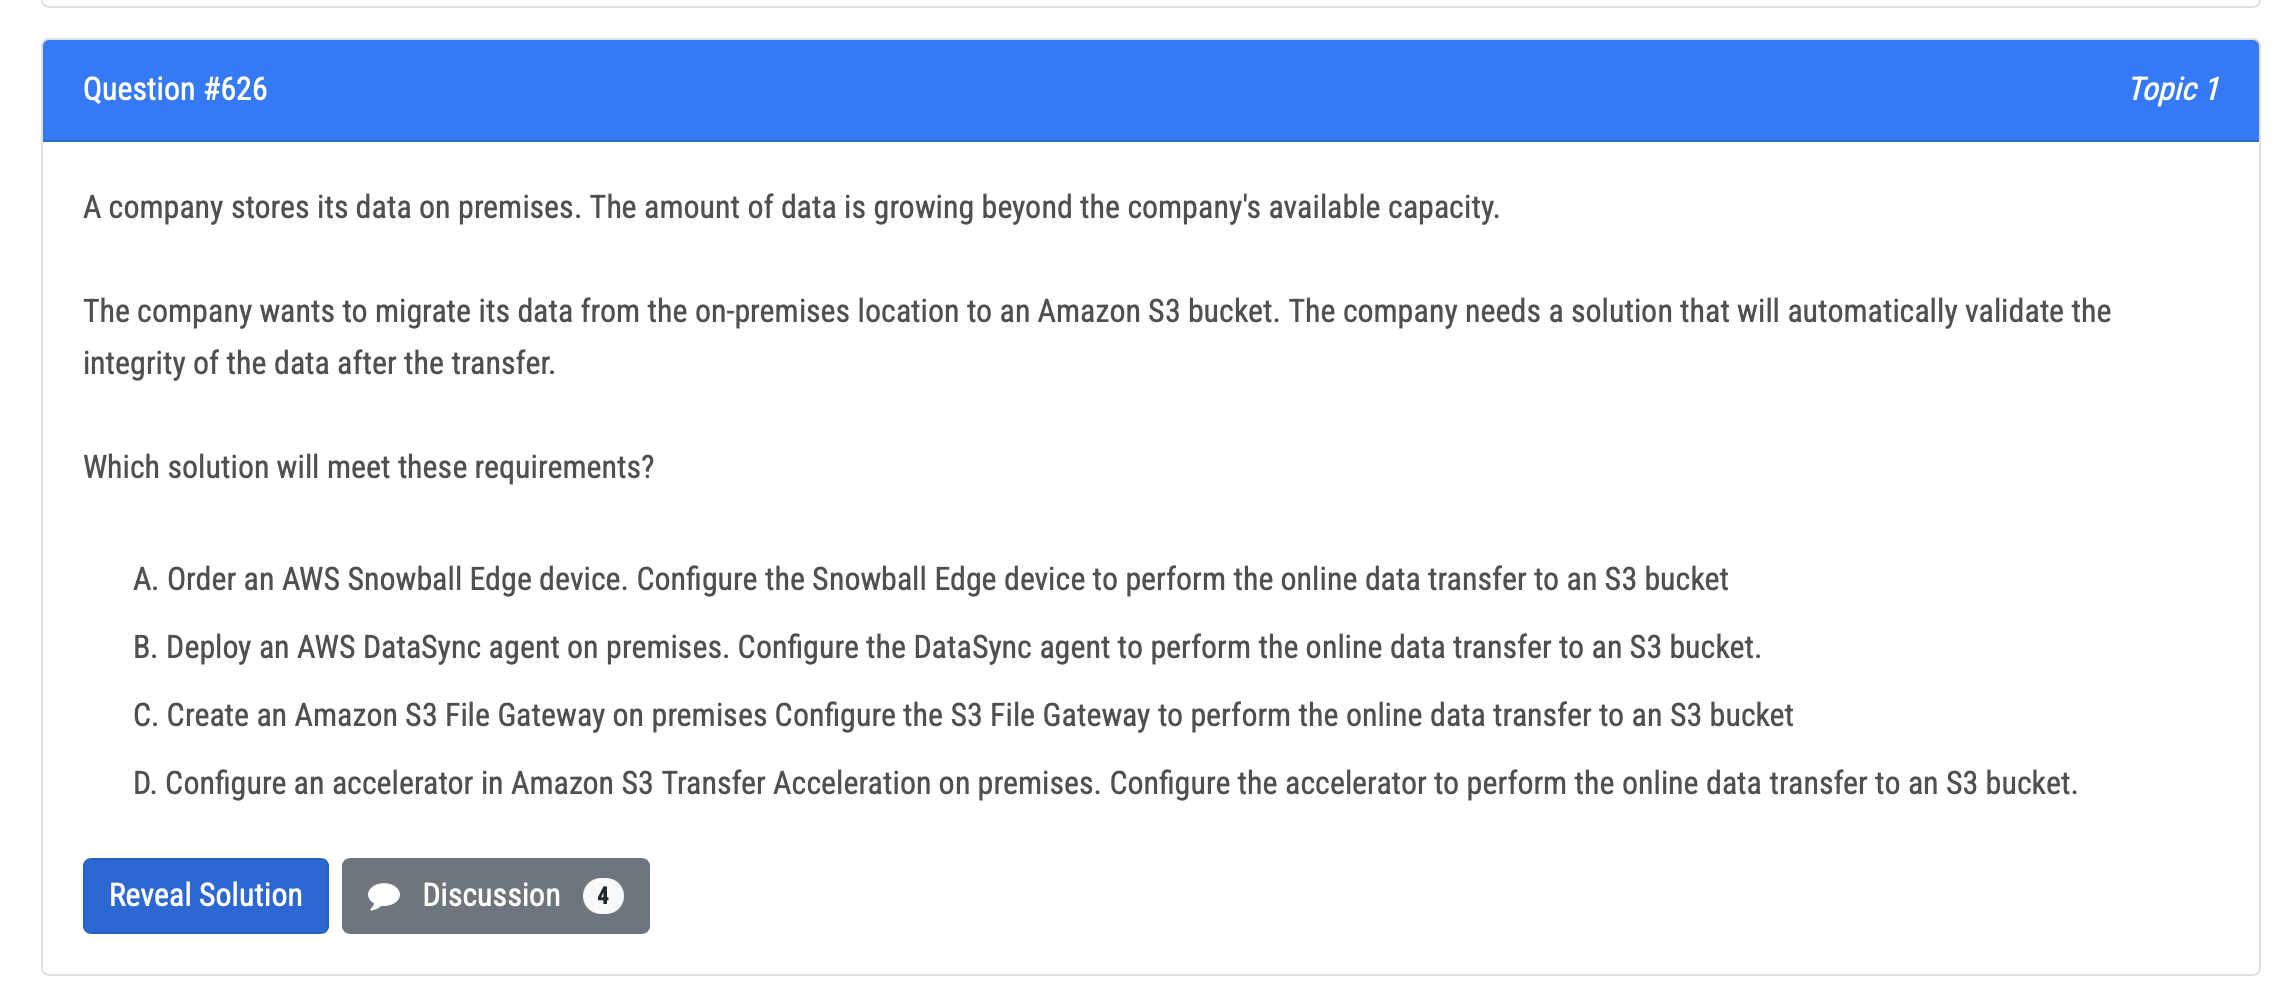 Question #626
Topic 1
A company stores its data on premises. The amount of data is growing beyond the company's available capacity.
The company wants to migrate its data from the on-premises location to an Amazon S3 bucket. The company needs a solution that will automatically validate the
integrity of the data after the transfer.
Which solution will meet these requirements?
A. Order an AWS Snowball Edge device. Configure the Snowball Edge device to perform the online data transfer to an S3 bucket
B. Deploy an AWS DataSync agent on premises. Configure the DataSync agent to perform the online data transfer to an S3 bucket.
C. Create an Amazon S3 File Gateway on premises Configure the S3 File Gateway to perform the online data transfer to an S3 bucket
D. Configure an accelerator in Amazon S3 Transfer Acceleration on premises. Configure the accelerator to perform the online data transfer to an S3 bucket.
Reveal Solution
Discussion 4